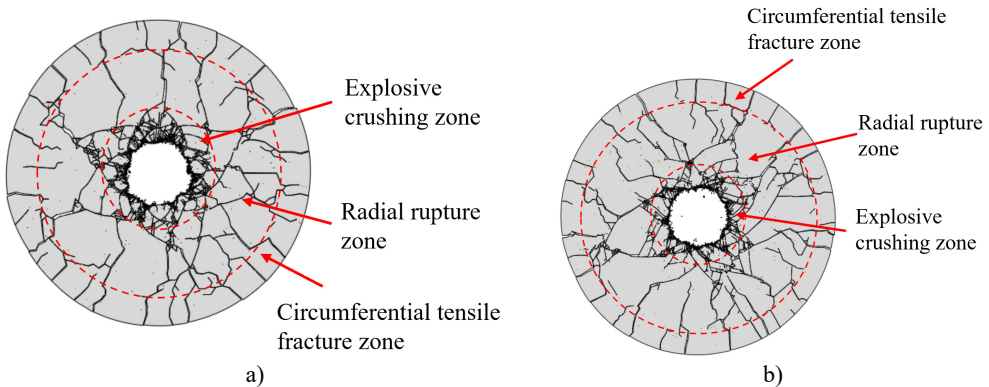 Explosive
crushing zone
Radial rupture
zone
Circumferential tensile
fracture zone
a)
Circumferential tensile
fracture zone
Radial rupture
zone
Explosive
crushing zone
b)